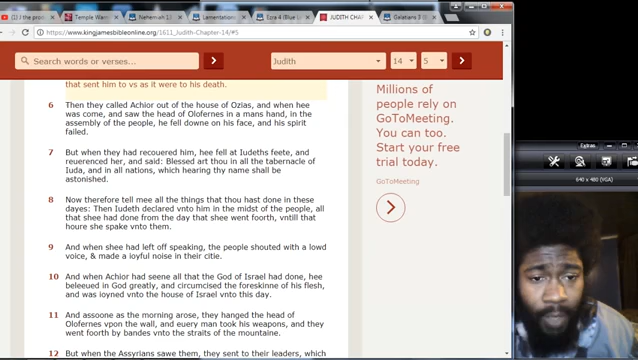 J the pro
Temple War
Nehemiah 1
Lamentation
Ezra 4 (Blue
JUDITH CHAPT
Galatians 3 (B
https://www.kingjamesbibleonline.org/1611_Judith-Chapter-14/#5
Search words or verses...
Judith
14
5
that sent him to vs as it were to his death.
6 Then they called Achior out of the house of Ozias, and when hee
was come, and saw the head of Olofernes in a mans hand, in the
assembly of the people, he fell downe on his face, and his spirit
failed.
7 But when they had recouered him, hee fell at Iudeths feete, and
reuerenced her, and said: Blessed art thou in all the tabernacle of
Iuda, and in all nations, which hearing thy name shall be
astonished.
8 Now therefore tell me all the things that thou hast done in these
dayes: Then Iudeth declared vnto him in the midst of the people, all
that shee had done from the day that she went foorth, vntill that
houre she spake vnto them.
9 And when shee had left off speaking, the people shouted with a lowd
voice, & made a ioyful noise in their citie.
10 And when Achior had seene all that the God of Israel had done, hee
beleeued in God greatly, and circumcised the foreskinne of his flesh,
and was ioyned vnto the house of Israel vnto this day.
11 And assoone as the morning arose, they hanged the head of
Olofernes vpon the wall, and euery man took his weapons, and they
went foorth by bandes vnto the straits of the mountaine.
12 But when the Assyrians sawe them, they sent to their leaders, which
Millions of
people rely on
GoToMeeting.
You can too.
Start your free
trial today.
GoToMeeting
Extras
640 x 480 (VGA)